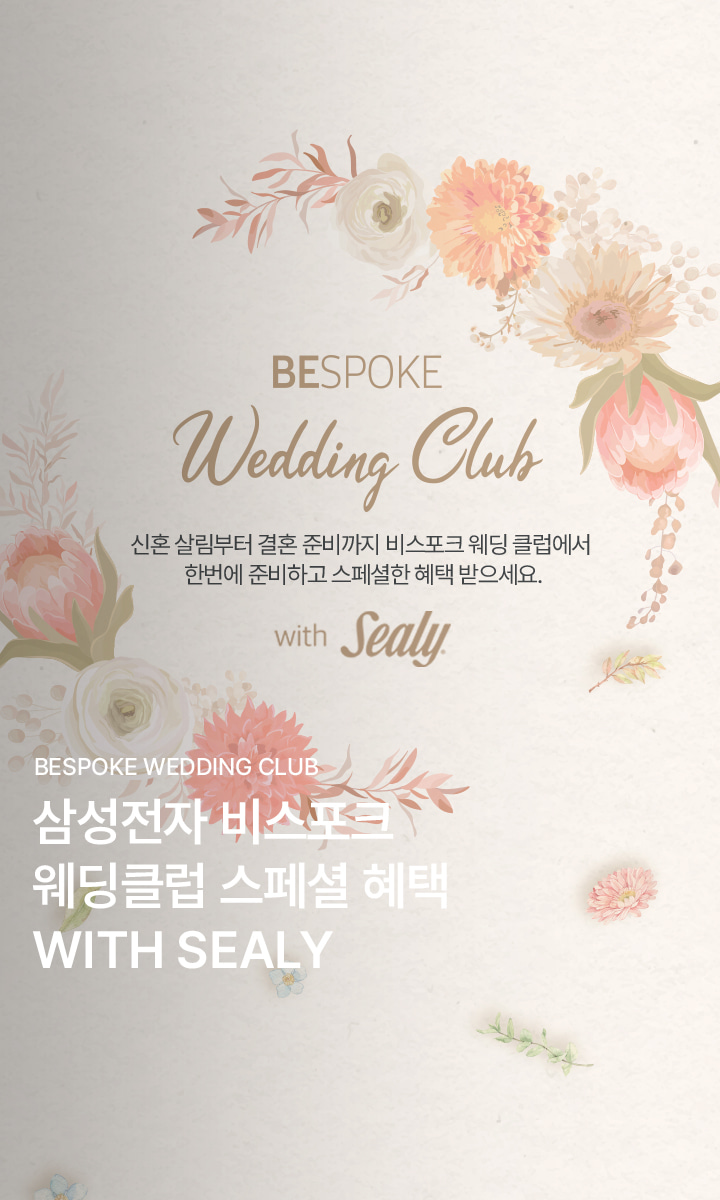 BESPOKE
Wedding Club
신혼 살림부터 결혼 준비까지 비스포크 웨딩 클럽에서
한번에 준비하고 스페셜한 혜택 받으세요.
with Sealy
BESPOKE WEDDING CLUB
삼성전자 비스포크
웨딩클럽 스페셜 혜택
WITH SEALY